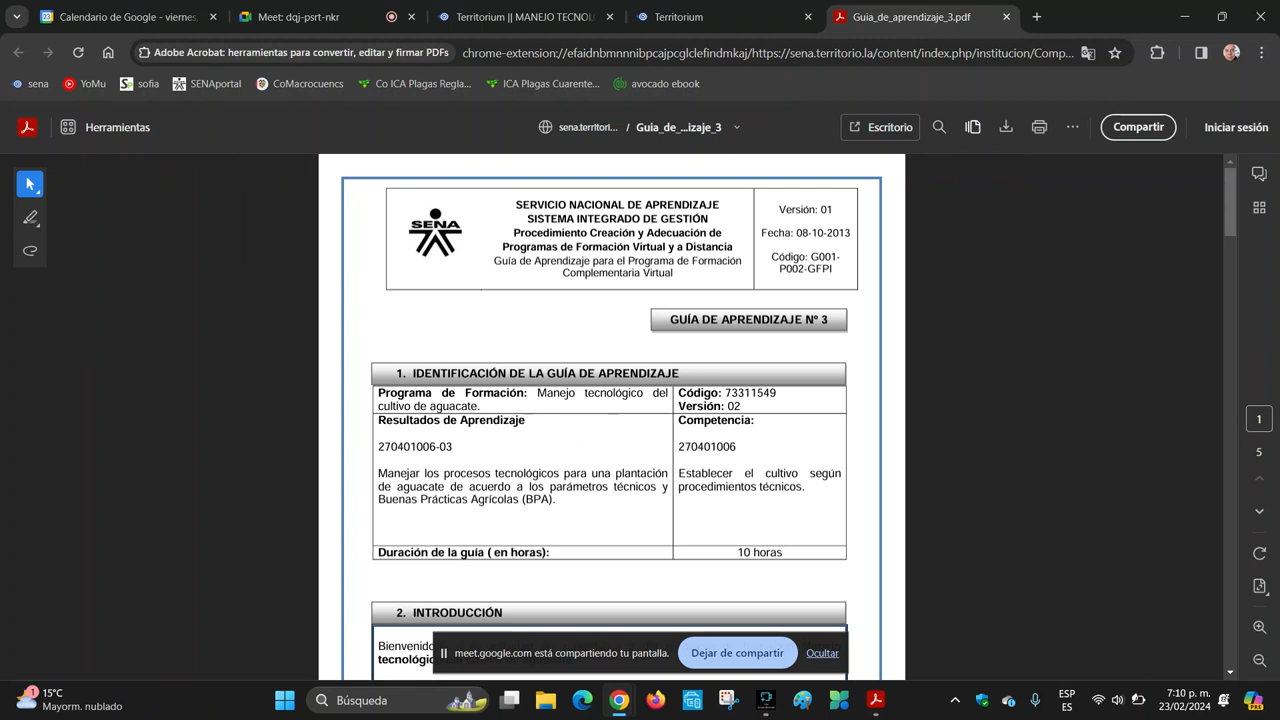 Calendario de Google - viernes,
Meet: dqj-psrt-nkr
Territorium || MANEJO TECNOL
Territorium
Guia_de_aprendizaje_3.pdf
Adobe Acrobat: herramientas para convertir, editar y firmar PDFs
chrome-extension://efaidnbmnnnibpcajpcglclefindmkaj/https://sena.territorio.la/content/index.php/institucion/Comp...
sena
YoMu
sofia
SENAportal
CoMacrocuencs
Co ICA Plagas Regla...
ICA Plagas Cuarente...
avocado ebook
Herramientas
sena.territori...
/ Guia_de_...izaje_3
Escritorio
Compartir
Iniciar sesión
SENA
SERVICIO NACIONAL DE APRENDIZAJE
SISTEMA INTEGRADO DE GESTIÓN
Procedimiento Creación y Adecuación de
Programas de Formación Virtual y a Distancia
Guía de Aprendizaje para el Programa de Formación
Complementaria Virtual
Versión: 01
Fecha: 08-10-2013
Código: G001-
P002-GFPI
GUÍA DE APRENDIZAJE Nº 3
1. IDENTIFICACIÓN DE LA GUÍA DE APRENDIZAJE
Programa de Formación: Manejo tecnológico del
cultivo de aguacate.
Código: 73311549
Versión: 02
Resultados de Aprendizaje
270401006-03
Manejar los procesos tecnológicos para una plantación
de aguacate de acuerdo a los parámetros técnicos y
Buenas Prácticas Agrícolas (BPA).
Competencia:
270401006
Establecer el cultivo según
procedimientos técnicos.
Duración de la guía ( en horas):
10 horas
2. INTRODUCCIÓN
Bienvenido
tecnológic
meet.google.com está compartiendo tu pantalla.
Dejar de compartir
Ocultar
1
5
1
15°C
Mayorm. nublado
Búsqueda
ESP
ES
7:10 p. m.
23/02/2024